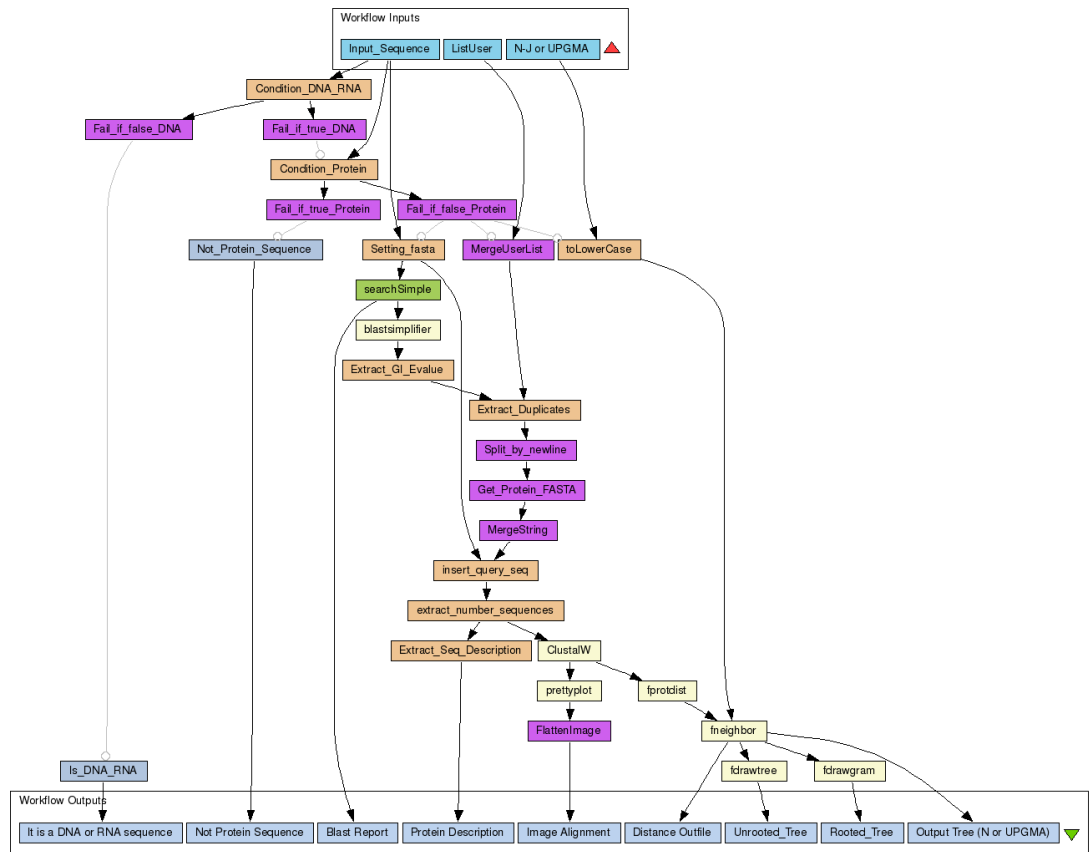 Workflow Inputs
Input_Sequence
ListUser
N-J or UPGMA
Condition_DNA_RNA
Fail_if_false_DNA
Fail_if_true_DNA
Condition_Protein
Fail_if_true_Protein
Fail_if_false_Protein
Not_Protein_Sequence
Setting_fasta
MergeUserList
toLowerCase
searchSimple
blastsimplifier
Extract_GI_Evalue
Extract_Duplicates
Split_by_newline
Get_Protein_FASTA
MergeString
insert_query_seq
extract_number_sequences
Extract_Seq_Description
ClustalW
prettyplot
fprotdist
FlattenImage
fneighbor
Is_DNA_RNA
fdrawtree
fdrawgram
Workflow Outputs
It is a DNA or RNA sequence
Not Protein Sequence
Blast Report
Protein Description
Image Alignment
Distance Outfile
Unrooted_Tree
Rooted_Tree
Output Tree (N or UPGMA)